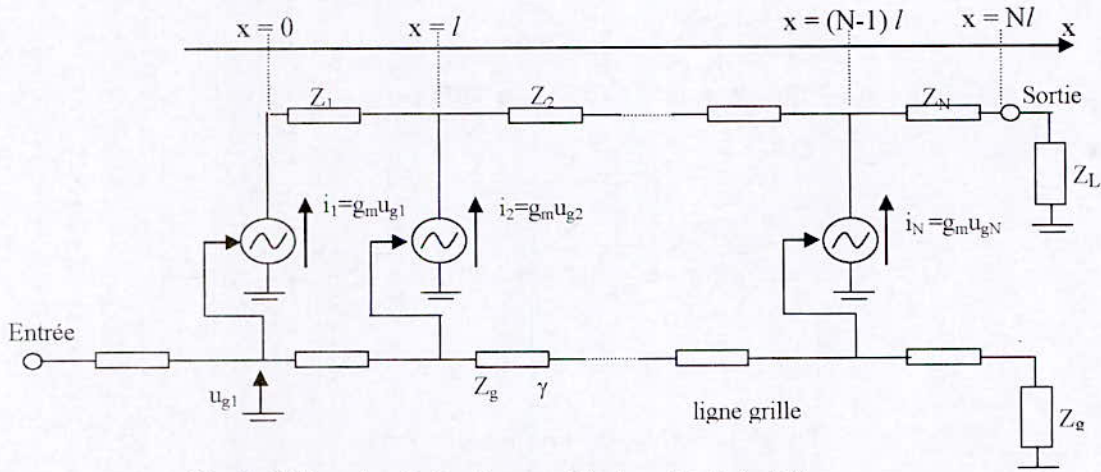 x = 0
x = l
x = (N-1) l
x = Nl
x
Z1
Z2
ZN
Sortie
ZL
i1=gmug1
i2=gmug2
iN=gmugN
Entrée
ug1
Zg
γ
ligne grille
Zg